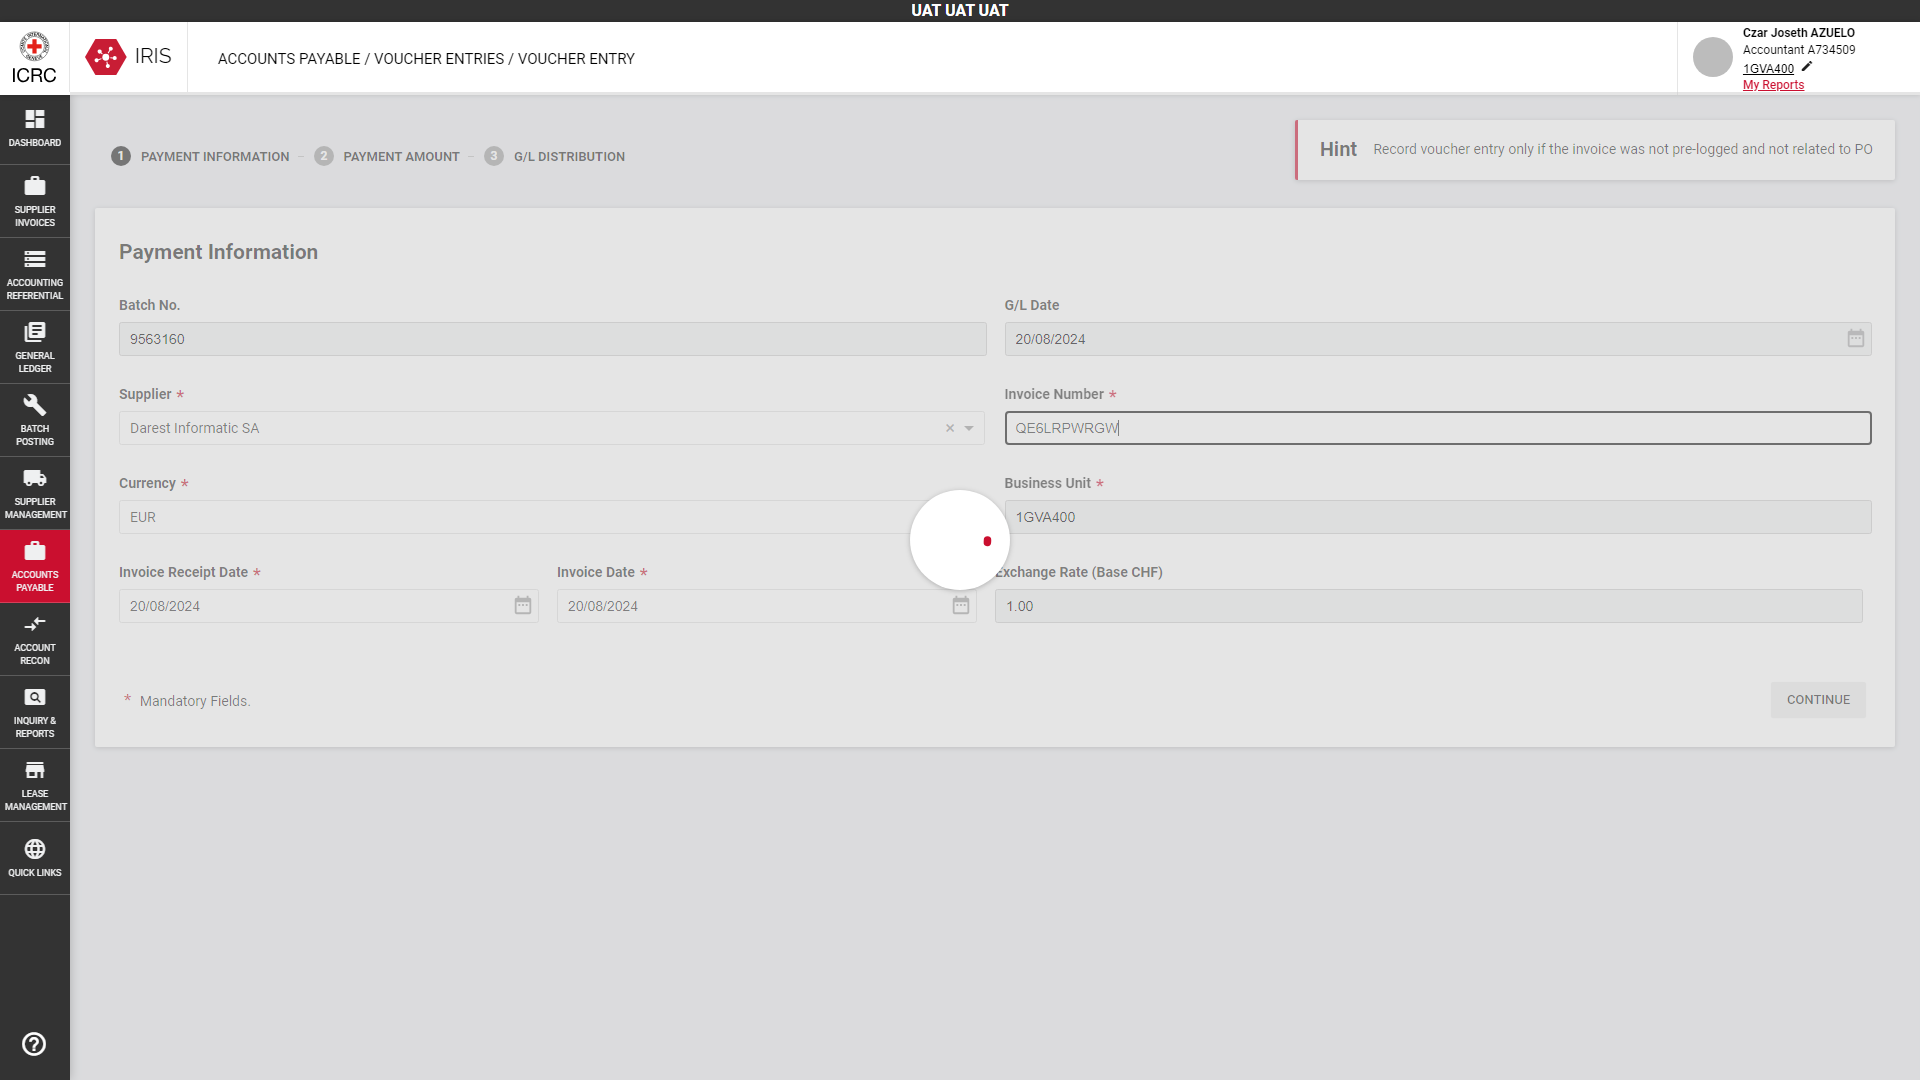 UAT UAT UAT
ICRC
IRIS
ACCOUNTS PAYABLE / VOUCHER ENTRIES / VOUCHER ENTRY
Czar Joseth AZUELO
Accountant A734509
1GVA400
My Reports
DASHBOARD
SUPPLIER
INVOICES
ACCOUNTING
REFERENTIAL
GENERAL
LEDGER
BATCH
POSTING
SUPPLIER
MANAGEMENT
ACCOUNTS
PAYABLE
ACCOUNT
RECON
INQUIRY &
REPORTS
LEASE
MANAGEMENT
QUICK LINKS
1 PAYMENT INFORMATION – 2 PAYMENT AMOUNT – 3 G/L DISTRIBUTION
Hint Record voucher entry only if the invoice was not pre-logged and not related to PO
Payment Information
Batch No.
9563160
G/L Date
20/08/2024
Supplier *
Darest Informatic SA
Invoice Number *
QE6LRPWRGW
Currency *
EUR
Business Unit *
1GVA400
Invoice Receipt Date *
20/08/2024
Invoice Date *
20/08/2024
Exchange Rate (Base CHF)
1.00
* Mandatory Fields.
CONTINUE